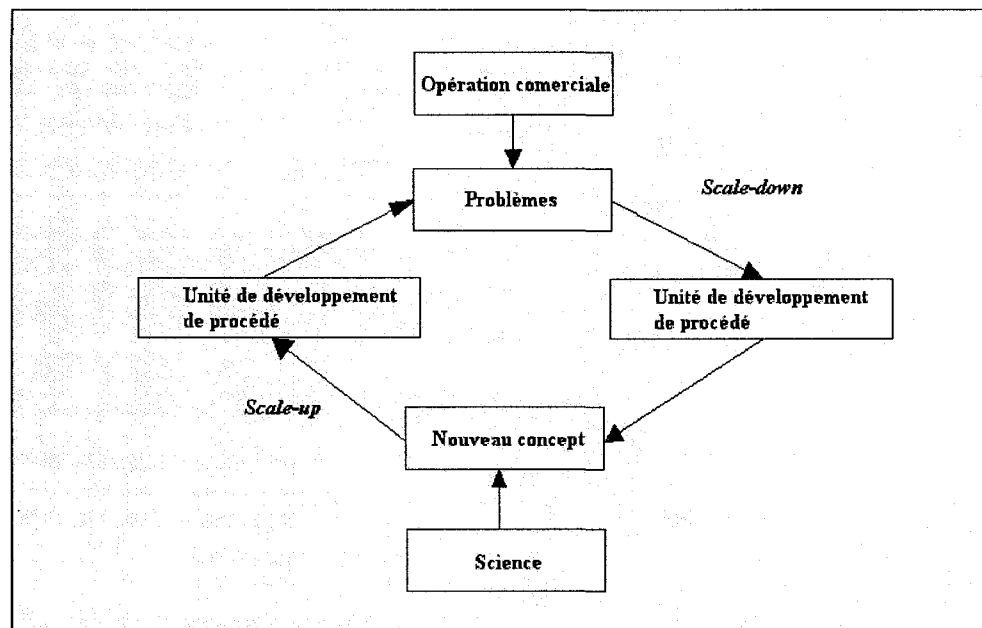 Opération comerciale
Problèmes
Scale-down
Unité de développement
de procédé
Unité de développement
de procédé
Scale-up
Nouveau concept
Science